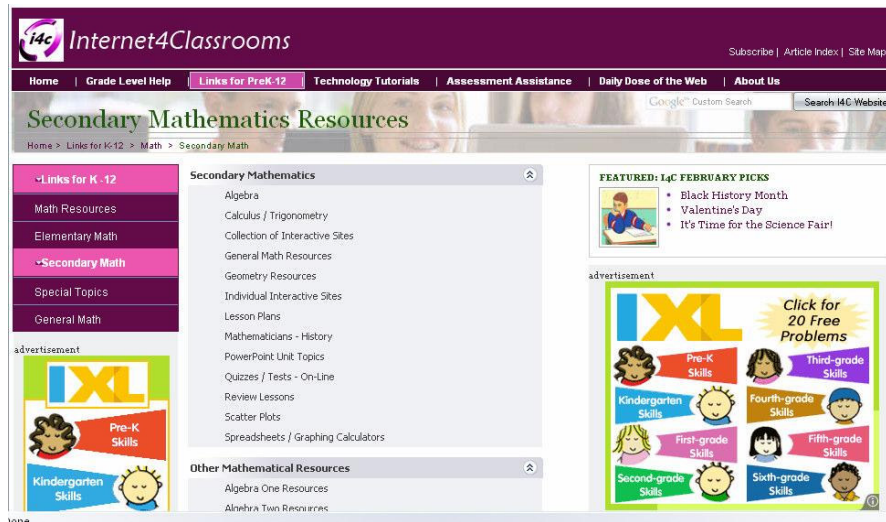 i4c Internet4Classrooms
Subscribe | Article Index | Site Map
Home | Grade Level Help | Links for PreK-12 | Technology Tutorials | Assessment Assistance | Daily Dose of the Web | About Us
Google™ Custom Search
Search I4C Website
Secondary Mathematics Resources
Home > Links for K-12 > Math > Secondary Math
Links for K -12
Math Resources
Elementary Math
Secondary Math
Special Topics
General Math
advertisement
IXL
Pre-K
Skills
Kindergarten
Skills
Secondary Mathematics
Algebra
Calculus / Trigonometry
Collection of Interactive Sites
General Math Resources
Geometry Resources
Individual Interactive Sites
Lesson Plans
Mathematicians - History
PowerPoint Unit Topics
Quizzes / Tests - On-Line
Review Lessons
Scatter Plots
Spreadsheets / Graphing Calculators
Other Mathematical Resources
Algebra One Resources
Algebra Two Resources
FEATURED: I4C FEBRUARY PICKS
• Black History Month
• Valentine's Day
• It's Time for the Science Fair!
advertisement
IXL
Click for
20 Free
Problems
Pre-K
Skills
Third-grade
Skills
Kindergarten
Skills
Fourth-grade
Skills
First-grade
Skills
Fifth-grade
Skills
Second-grade
Skills
Sixth-grade
Skills